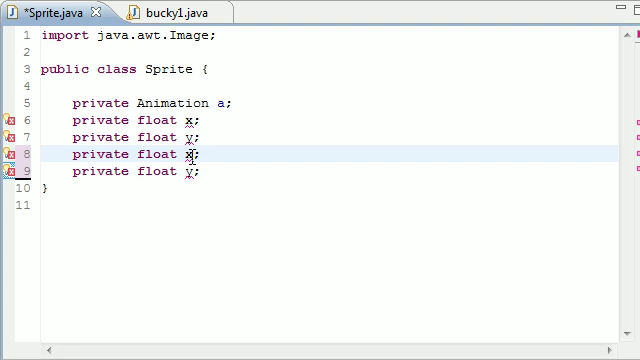 *Sprite.java
bucky1.java
1 import java.awt.Image;
2
3 public class Sprite {
4
5 private Animation a;
6 private float x;
7 private float y;
8 private float x;
9 private float y;
10 }
11